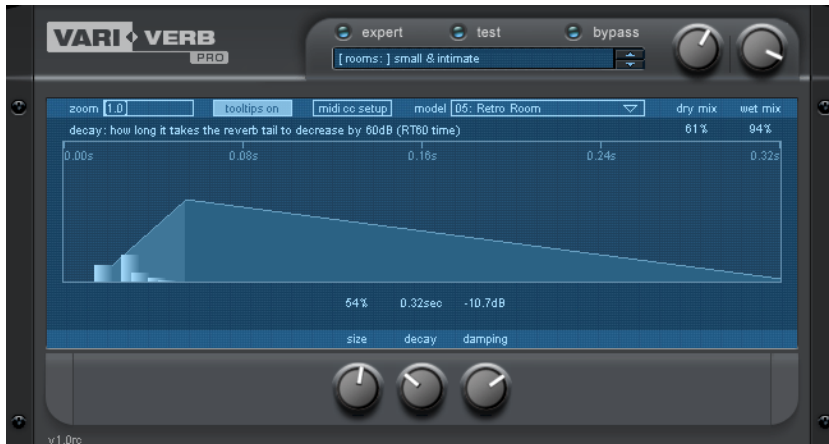 VARI VERB
PRO
expert test bypass
[rooms: ] small & intimate
zoom 1.0 tooltips on midi cc setup model 05: Retro Room dry mix wet mix
decay: how long it takes the reverb tail to decrease by 60dB (RT60 time) 61% 94%
0.00s 0.08s 0.16s 0.24s 0.32s
54% 0.32sec -10.7dB
size decay damping
v1.0rc